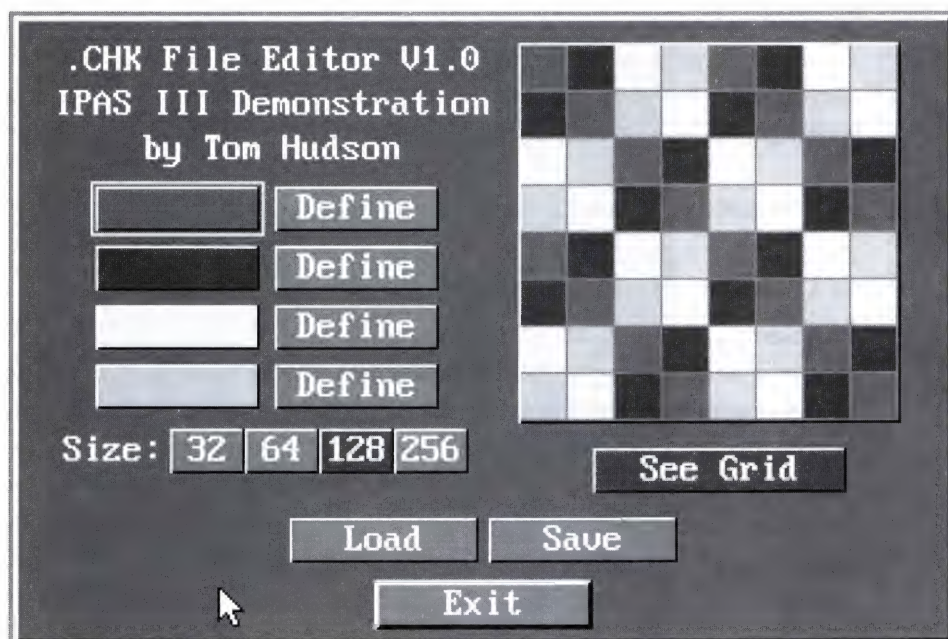 .CHK File Editor V1.0
IPAS III Demonstration
by Tom Hudson
Define
Define
Define
Define
Size: 32 64 128 256
See Grid
Load Save
Exit